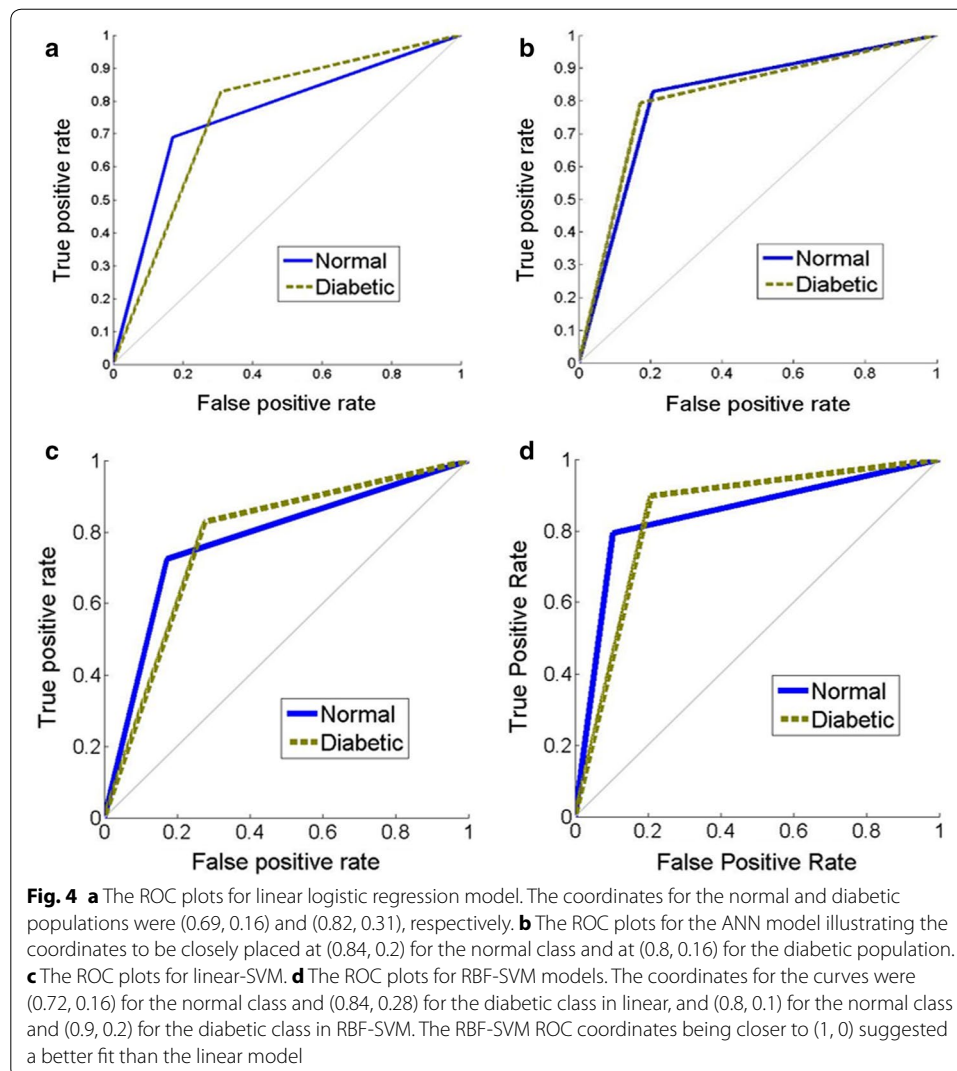 a
1
0.9
0.8
0.7
0.6
0.5
0.4
0.3
0.2
0.1
0
True positive rate
Normal
Diabetic
0 0.2 0.4 0.6 0.8 1
False positive rate
b
1
0.9
0.8
0.7
0.6
0.5
0.4
0.3
0.2
0.1
0
True positive rate
Normal
Diabetic
0 0.2 0.4 0.6 0.8 1
False positive rate
c
1
0.8
0.6
0.4
0.2
0
True positive rate
Normal
Diabetic
0 0.2 0.4 0.6 0.8 1
False positive rate
d
1
0.8
0.6
0.4
0.2
0
True Positive Rate
Normal
Diabetic
0 0.2 0.4 0.6 0.8 1
False Positive Rate
Fig. 4 a The ROC plots for linear logistic regression model. The coordinates for the normal and diabetic
populations were (0.69, 0.16) and (0.82, 0.31), respectively. b The ROC plots for the ANN model illustrating the
coordinates to be closely placed at (0.84, 0.2) for the normal class and at (0.8, 0.16) for the diabetic population.
c The ROC plots for linear-SVM. d The ROC plots for RBF-SVM models. The coordinates for the curves were
(0.72, 0.16) for the normal class and (0.84, 0.28) for the diabetic class in linear, and (0.8, 0.1) for the normal class
and (0.9, 0.2) for the diabetic class in RBF-SVM. The RBF-SVM ROC coordinates being closer to (1, 0) suggested
a better fit than the linear model